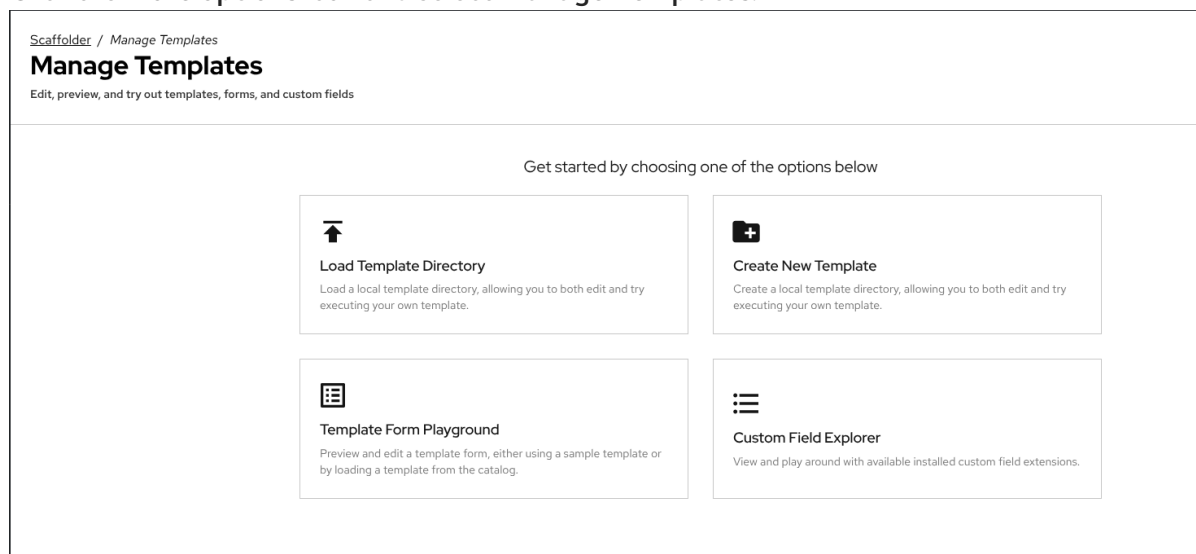 Scaffolder / Manage Templates
Manage Templates
Edit, preview, and try out templates, forms, and custom fields
Get started by choosing one of the options below
Load Template Directory
Load a local template directory, allowing you to both edit and try
executing your own template.
Create New Template
Create a local template directory, allowing you to both edit and try
executing your own template.
Template Form Playground
Preview and edit a template form, either using a sample template or
by loading a template from the catalog.
Custom Field Explorer
View and play around with available installed custom field extensions.